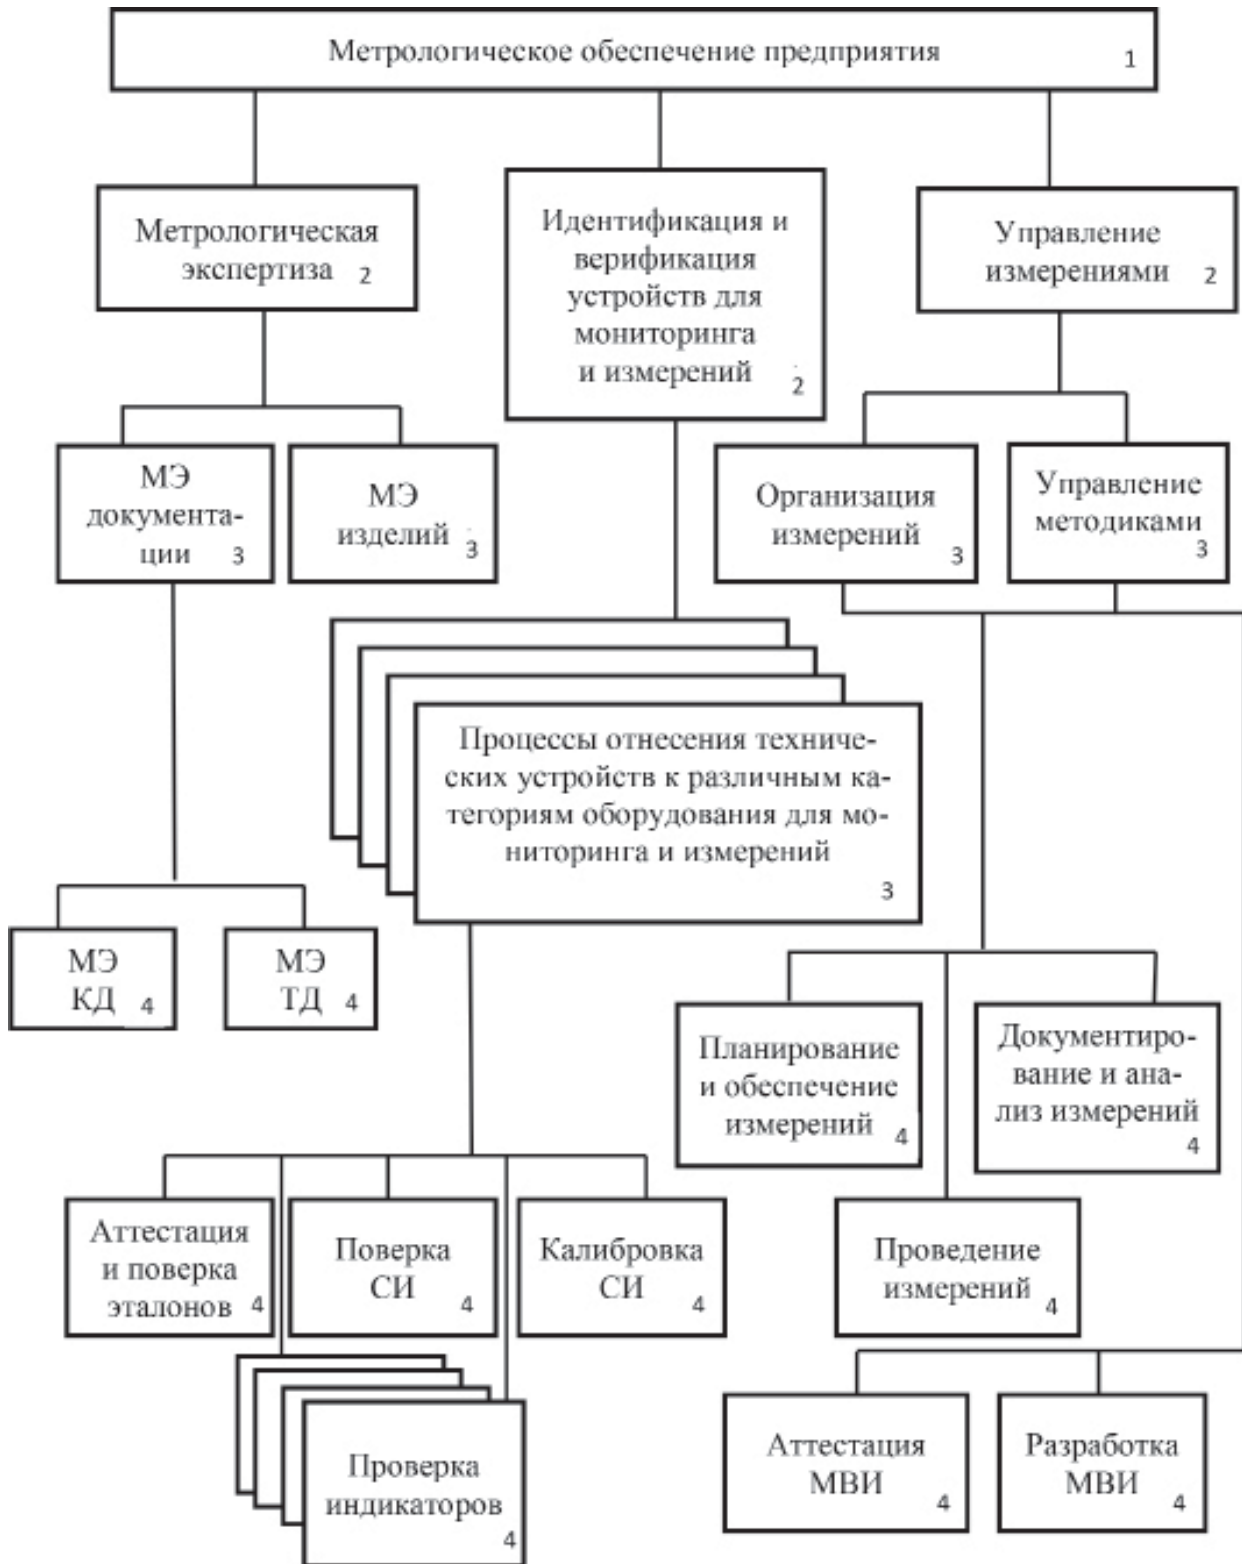 Метрологическое обеспечение предприятия
1
Метрологическая
экспертиза 2
Идентификация и
верификация
устройств для
мониторинга
и измерений
2
Управление
измерениями 2
МЭ
документа-
ции 3
МЭ
изделий 3
Организация
измерений
3
Управление
методиками
3
Процессы отнесения техниче-
ских устройств к различным ка-
тегориям оборудования для мо-
ниторинга и измерений
3
МЭ
КД 4
МЭ
ТД 4
Планирование
и обеспечение
измерений 4
Документиро-
вание и ана-
лиз измерений
4
Аттестация
и поверка
эталонов 4
Поверка
СИ 4
Калибровка
СИ 4
Проведение
измерений
4
Проверка
индикаторов
4
Аттестация
МВИ 4
Разработка
МВИ 4